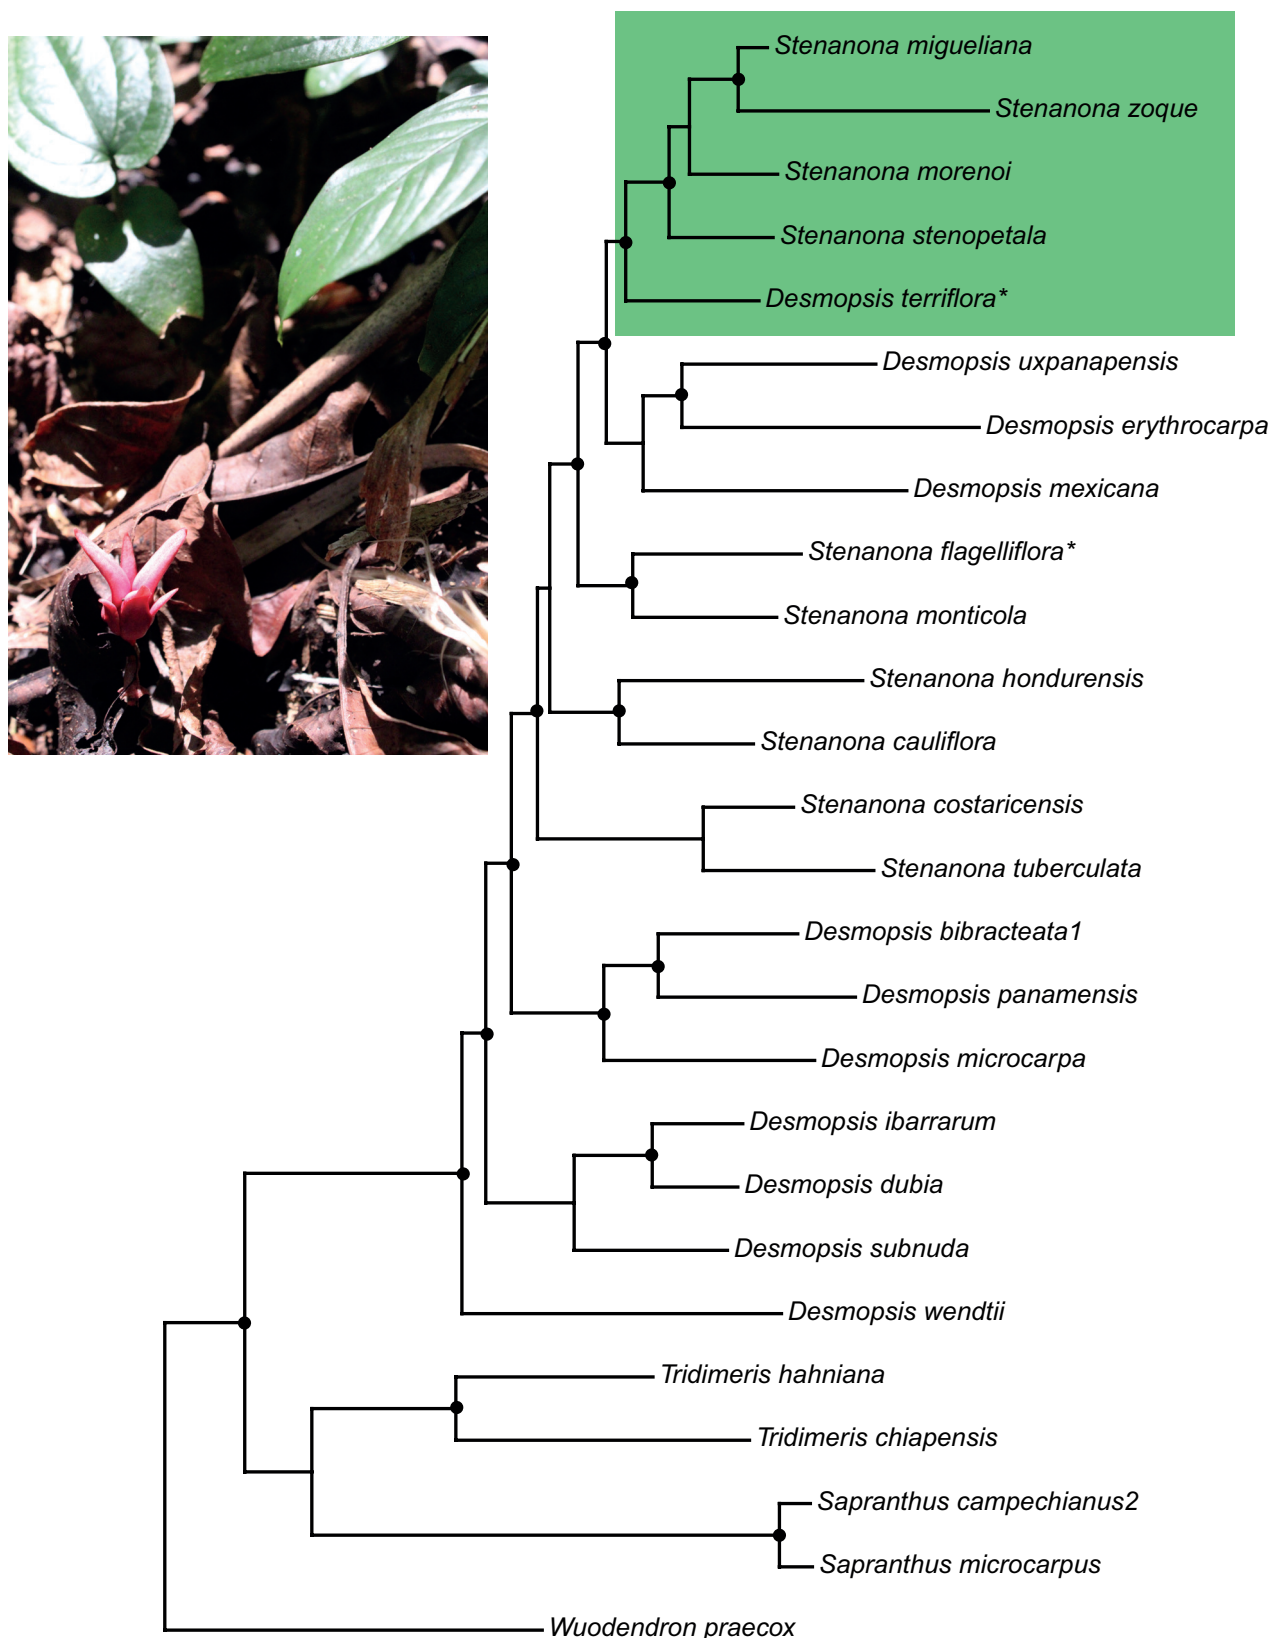 Stenanona migueliana
Stenanona zoque
Stenanona morenoi
Stenanona stenopetala
Desmopsis terriflora*
Desmopsis uxpanapensis
Desmopsis erythrocarpa
Desmopsis mexicana
Stenanona flagelliflora*
Stenanona monticola
Stenanona hondurensis
Stenanona cauliflora
Stenanona costaricensis
Stenanona tuberculata
Desmopsis bibracteata1
Desmopsis panamensis
Desmopsis microcarpa
Desmopsis ibarrarum
Desmopsis dubia
Desmopsis subnuda
Desmopsis wendtii
Tridimeris hahniana
Tridimeris chiapensis
Sapranthus campechianus2
Sapranthus microcarpus
Wuodendron praecox